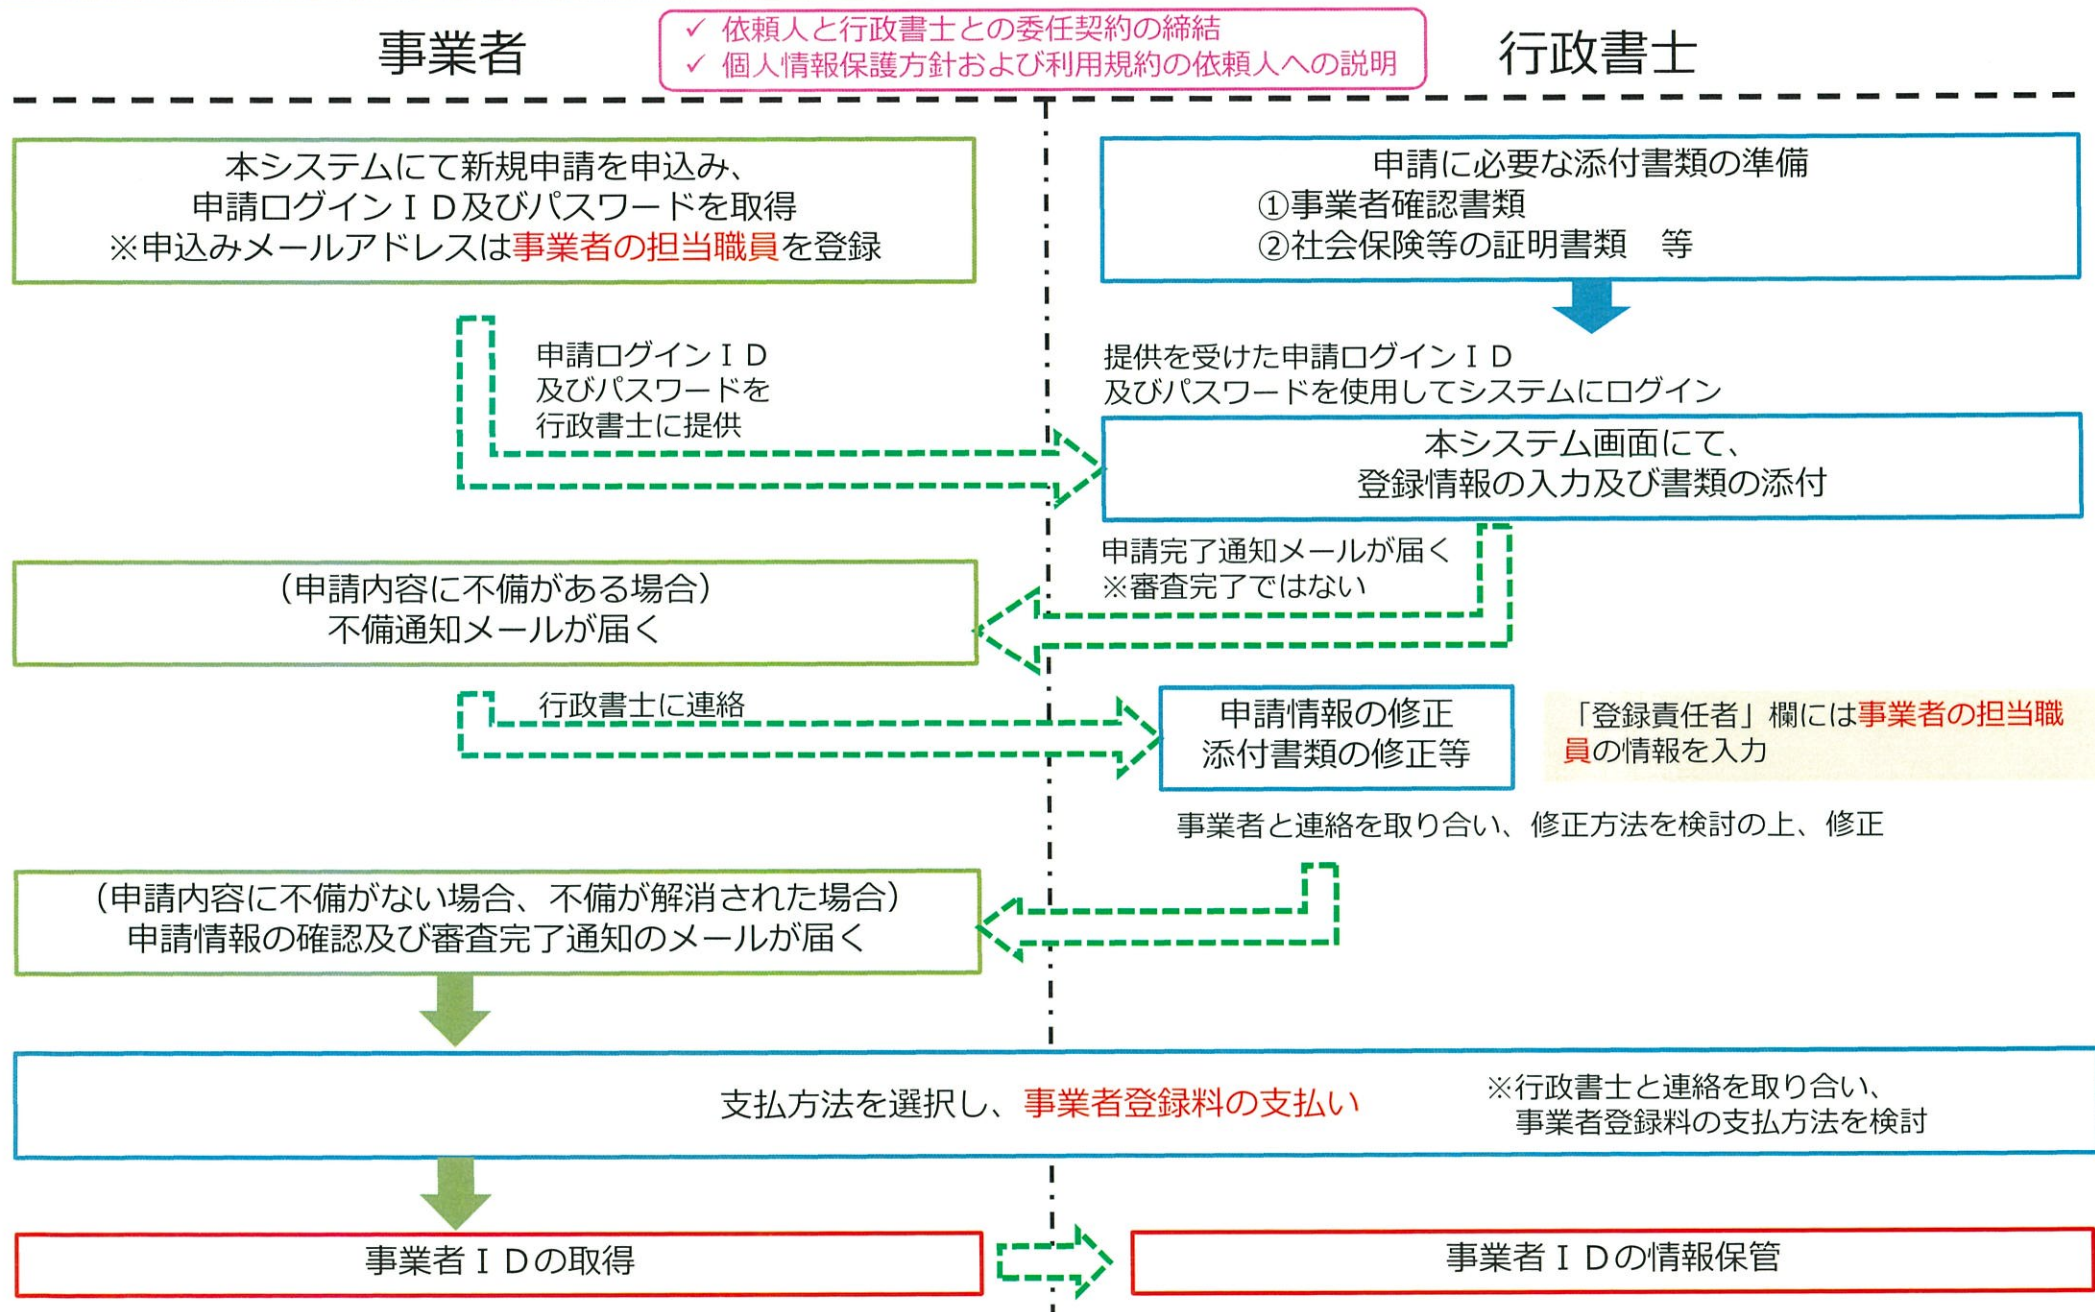 事業者
✓ 依頼人と行政書士との委任契約の締結
✓ 個人情報保護方針および利用規約の依頼人への説明
行政書士
本システムにて新規申請を申込み、
申請ログインＩＤ及びパスワードを取得
※申込みメールアドレスは事業者の担当職員を登録
申請に必要な添付書類の準備
①事業者確認書類
②社会保険等の証明書類　等
申請ログインＩＤ
及びパスワードを
行政書士に提供
提供を受けた申請ログインＩＤ
及びパスワードを使用してシステムにログイン
本システム画面にて、
登録情報の入力及び書類の添付
申請完了通知メールが届く
※審査完了ではない
（申請内容に不備がある場合）
不備通知メールが届く
行政書士に連絡
申請情報の修正
添付書類の修正等
「登録責任者」欄には事業者の担当職
員の情報を入力
事業者と連絡を取り合い、修正方法を検討の上、修正
（申請内容に不備がない場合、不備が解消された場合）
申請情報の確認及び審査完了通知のメールが届く
支払方法を選択し、事業者登録料の支払い
※行政書士と連絡を取り合い、
事業者登録料の支払方法を検討
事業者ＩＤの取得
事業者ＩＤの情報保管